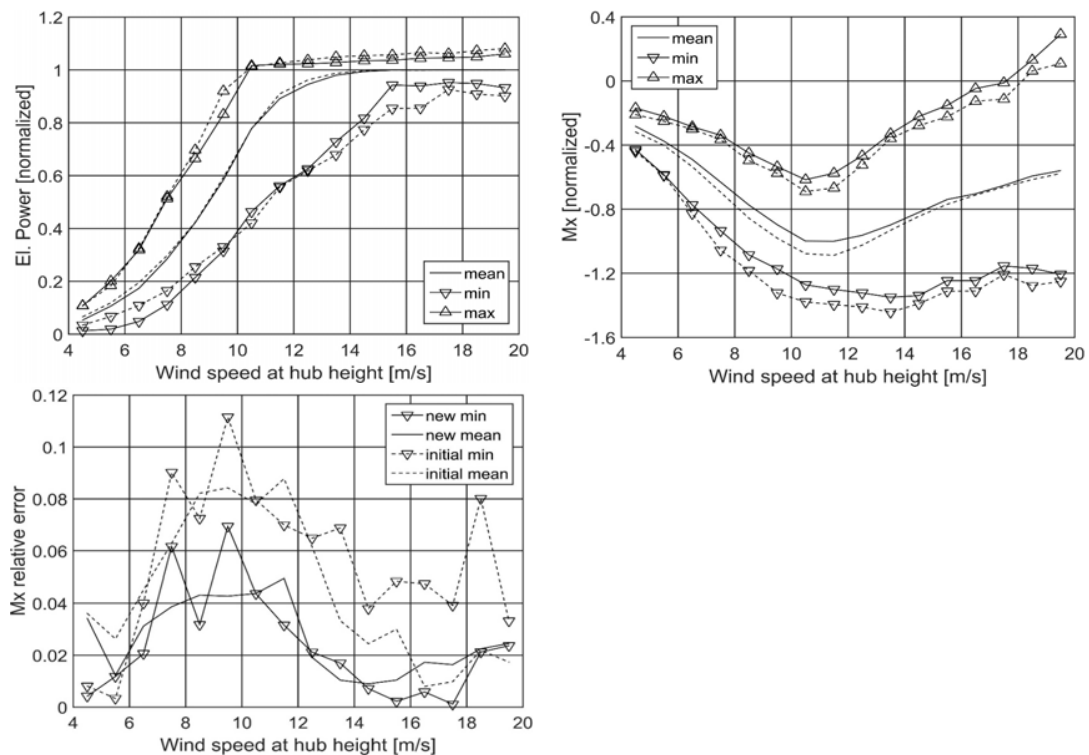 El. Power [normalized]
1.2
1
0.8
0.6
0.4
0.2
0
4 6 8 10 12 14 16 18 20
Wind speed at hub height [m/s]
mean
min
max
Mx [normalized]
0.4
0
-0.4
-0.8
-1.2
-1.6
4 6 8 10 12 14 16 18 20
Wind speed at hub height [m/s]
mean
min
max
Mx relative error
0.12
0.1
0.08
0.06
0.04
0.02
0
4 6 8 10 12 14 16 18 20
Wind speed at hub height [m/s]
new min
new mean
initial min
initial mean